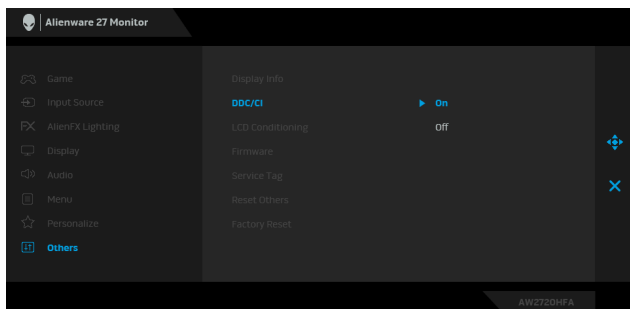 Alienware 27 Monitor
Game
Display Info
Input Source
DDC/CI
On
AlienFX Lighting
LCD Conditioning
Off
Display
Firmware
Audio
Service Tag
Menu
Reset Others
Personalize
Factory Reset
Others
AW2720HFA